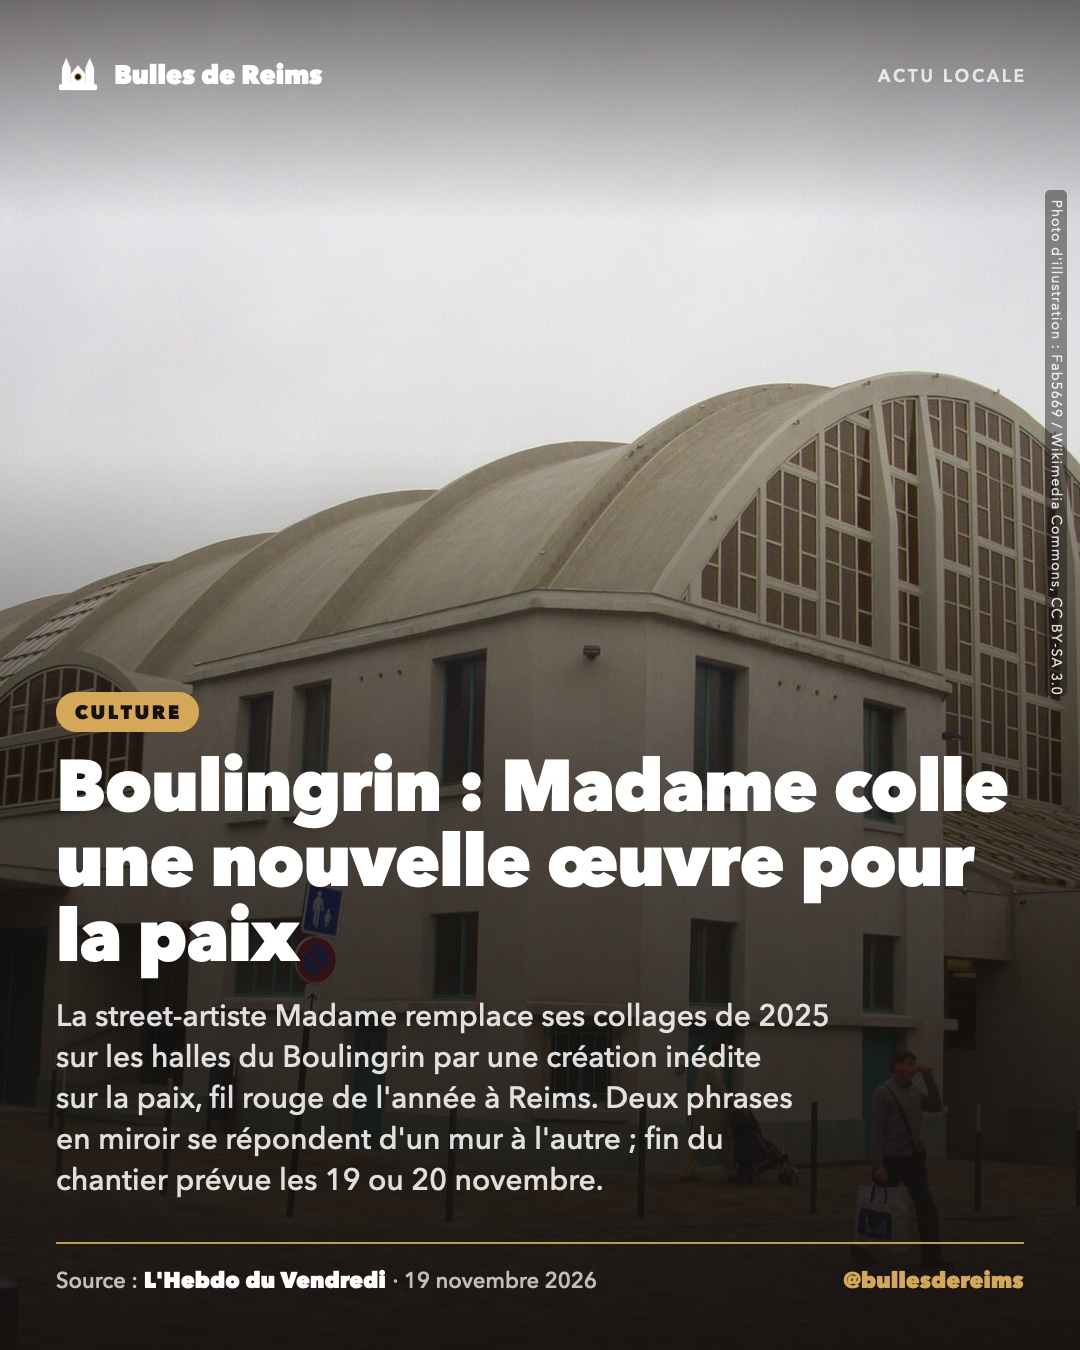 Bulles de Reims
ACTU LOCALE
Photo d'illustration : Fab5669 / Wikimedia Commons, CC BY-SA 3.0
CULTURE
Boulingrin : Madame colle
une nouvelle œuvre pour
la paix
La street-artiste Madame remplace ses collages de 2025
sur les halles du Boulingrin par une création inédite
sur la paix, fil rouge de l'année à Reims. Deux phrases
en miroir se répondent d'un mur à l'autre ; fin du
chantier prévue les 19 ou 20 novembre.
Source : L'Hebdo du Vendredi · 19 novembre 2026
@bullesdereims